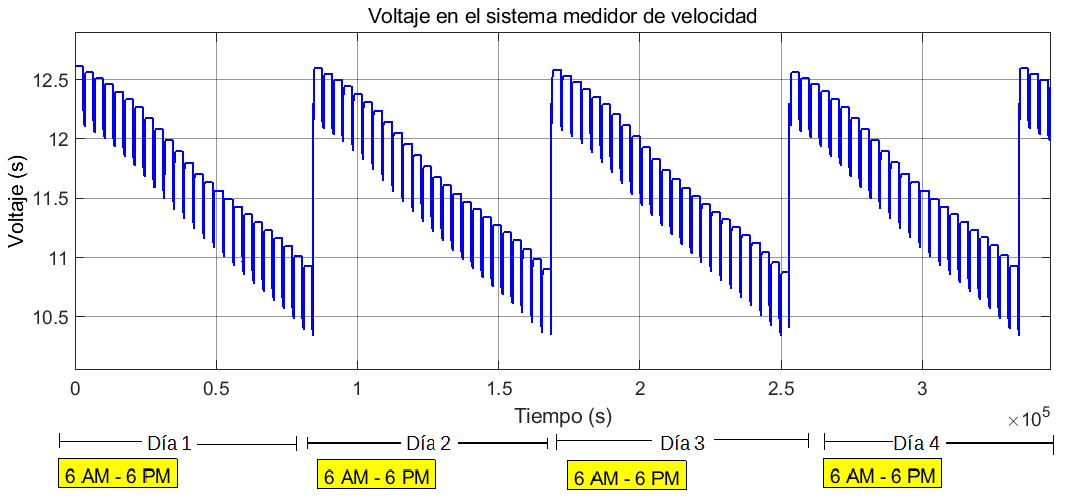 Voltaje en el sistema medidor de velocidad
Voltaje (s)
12.5
12
11.5
11
10.5
0 0.5 1 1.5 2 2.5 3
Tiempo (s)
×10⁵
Día 1 Día 2 Día 3 Día 4
6 AM - 6 PM 6 AM - 6 PM 6 AM - 6 PM 6 AM - 6 PM